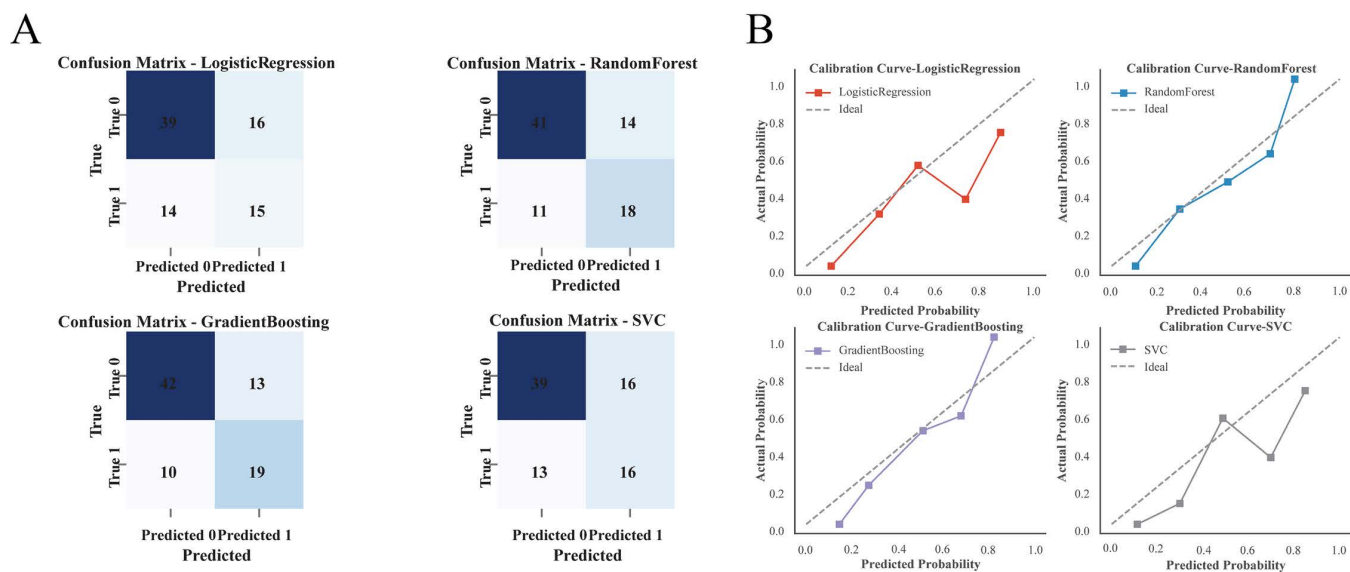 A
Confusion Matrix - LogisticRegression
True
True 0
39
16
True 1
14
15
Predicted 0 Predicted 1
Predicted
Confusion Matrix - RandomForest
True
True 0
41
14
True 1
11
18
Predicted 0 Predicted 1
Predicted
Confusion Matrix - GradientBoosting
True
True 0
42
13
True 1
10
19
Predicted 0 Predicted 1
Predicted
Confusion Matrix - SVC
True
True 0
39
16
True 1
13
16
Predicted 0 Predicted 1
Predicted
B
Calibration Curve-LogisticRegression
LogisticRegression
Ideal
Actual Probability
1.0
0.8
0.6
0.4
0.2
0.0
0.0 0.2 0.4 0.6 0.8 1.0
Predicted Probability
Calibration Curve-RandomForest
RandomForest
Ideal
Actual Probability
1.0
0.8
0.6
0.4
0.2
0.0
0.0 0.2 0.4 0.6 0.8 1.0
Predicted Probability
Calibration Curve-GradientBoosting
GradientBoosting
Ideal
Actual Probability
1.0
0.8
0.6
0.4
0.2
0.0
0.0 0.2 0.4 0.6 0.8 1.0
Predicted Probability
Calibration Curve-SVC
SVC
Ideal
Actual Probability
1.0
0.8
0.6
0.4
0.2
0.0
0.0 0.2 0.4 0.6 0.8 1.0
Predicted Probability